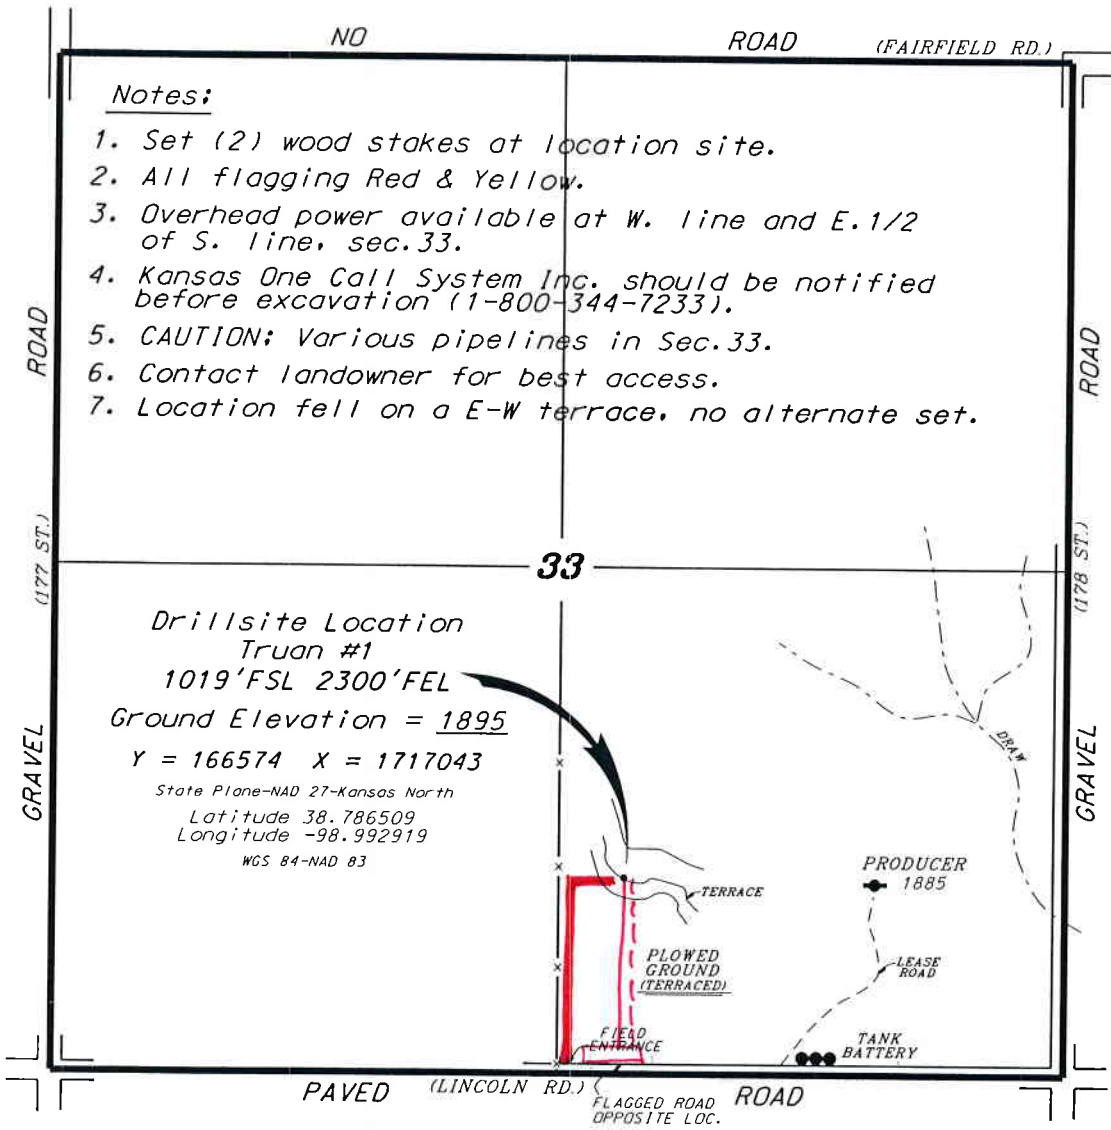 NO ROAD (FAIRFIELD RD.)
Notes:
1. Set (2) wood stakes at location site.
2. All flagging Red & Yellow.
3. Overhead power available at W. line and E.1/2
of S. line, sec.33.
4. Kansas One Call System Inc. should be notified
before excavation (1-800-344-7233).
5. CAUTION: Various pipelines in Sec.33.
6. Contact landowner for best access.
7. Location fell on a E-W terrace, no alternate set.
ROAD
(177 ST.)
GRAVEL
ROAD
(178 ST.)
GRAVEL
33
Drillsite Location
Truan #1
1019'FSL 2300'FEL
Ground Elevation = 1895
Y = 166574 X = 1717043
State Plane-NAD 27-Kansas North
Latitude 38.786509
Longitude -98.992919
WGS 84-NAD 83
DRAW
PRODUCER
1885
TERRACE
PLOWED
GROUND
(TERRACED)
LEASE
ROAD
FIELD
ENTRANCE
TANK
BATTERY
PAVED (LINCOLN RD.) ROAD
FLAGGED ROAD
OPPOSITE LOC.